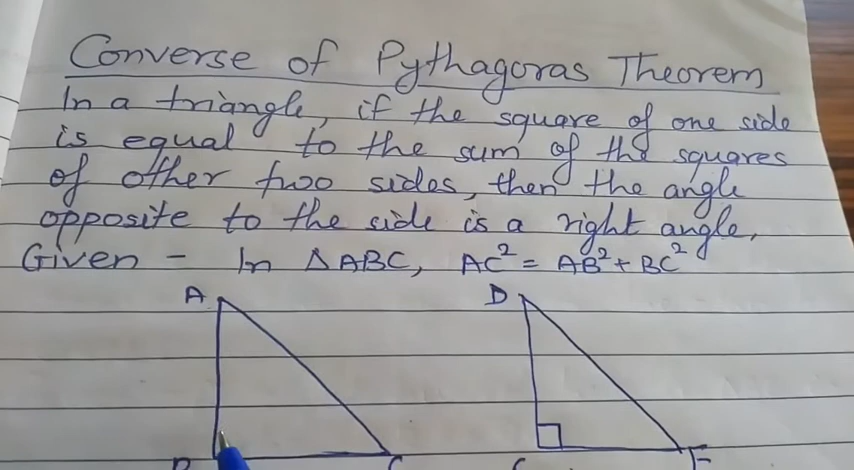 Converse of Pythagoras Theorem
In a triangle, if the square of one side
is equal to the sum of the squares
of other two sides, then the angle
opposite to the side is a right angle.
Given - In △ABC, AC² = AB² + BC²
A D